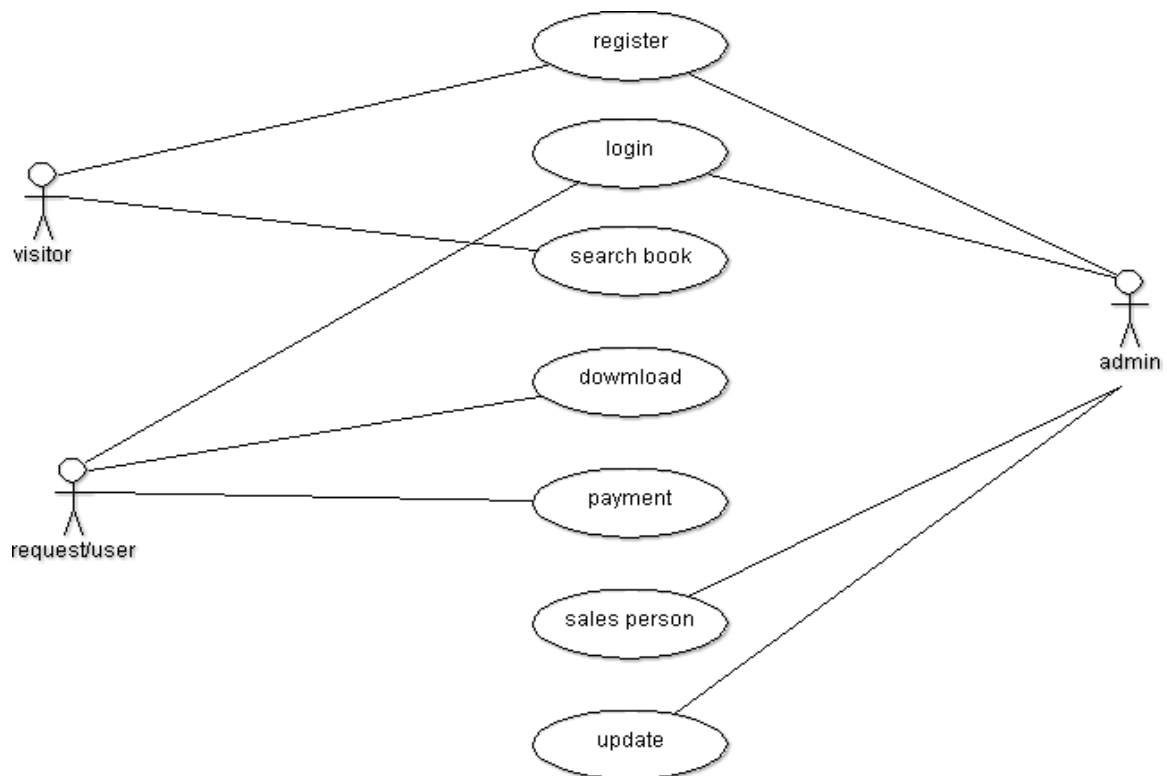 register
login
visitor
search book
admin
dowmload
payment
request/user
sales person
update